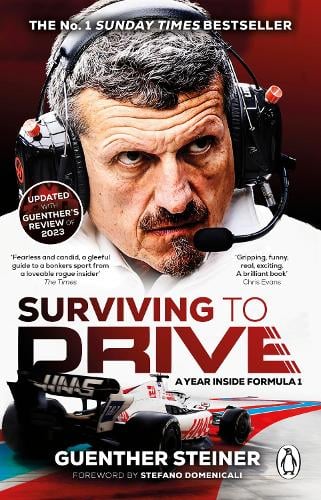 THE No. 1 SUNDAY TIMES BESTSELLER
UPDATED
WITH
GUENTHER'S
REVIEW OF
2023
'Fearless and candid, a gleeful
guide to a bonkers sport from
a loveable rogue insider'
The Times
'Gripping, funny,
real, exciting.
A brilliant book'
Chris Evans
SURVIVING TO
DRIVE
A YEAR INSIDE FORMULA 1
HAAS
GUENTHER STEINER
FOREWORD BY STEFANO DOMENICALI